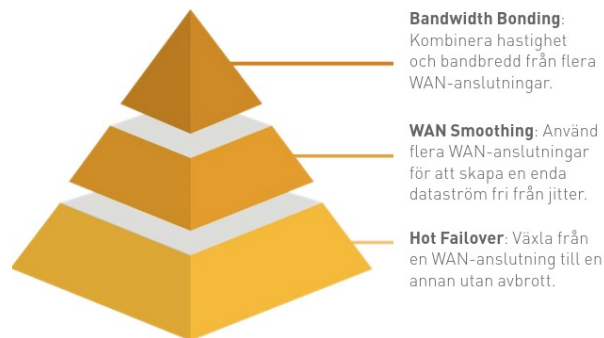 Bandwidth Bonding:
Kombinera hastighet
och bandbredd från flera
WAN-anslutningar.
WAN Smoothing: Använd
flera WAN-anslutningar
för att skapa en enda
dataström fri från jitter.
Hot Failover: Växla från
en WAN-anslutning till en
annan utan avbrott.